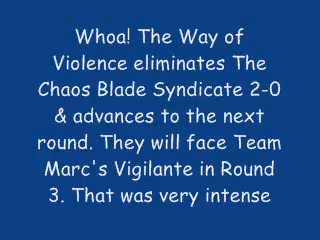 Whoa! The Way of
Violence eliminates The
Chaos Blade Syndicate 2-0
& advances to the next
round. They will face Team
Marc's Vigilante in Round
3. That was very intense